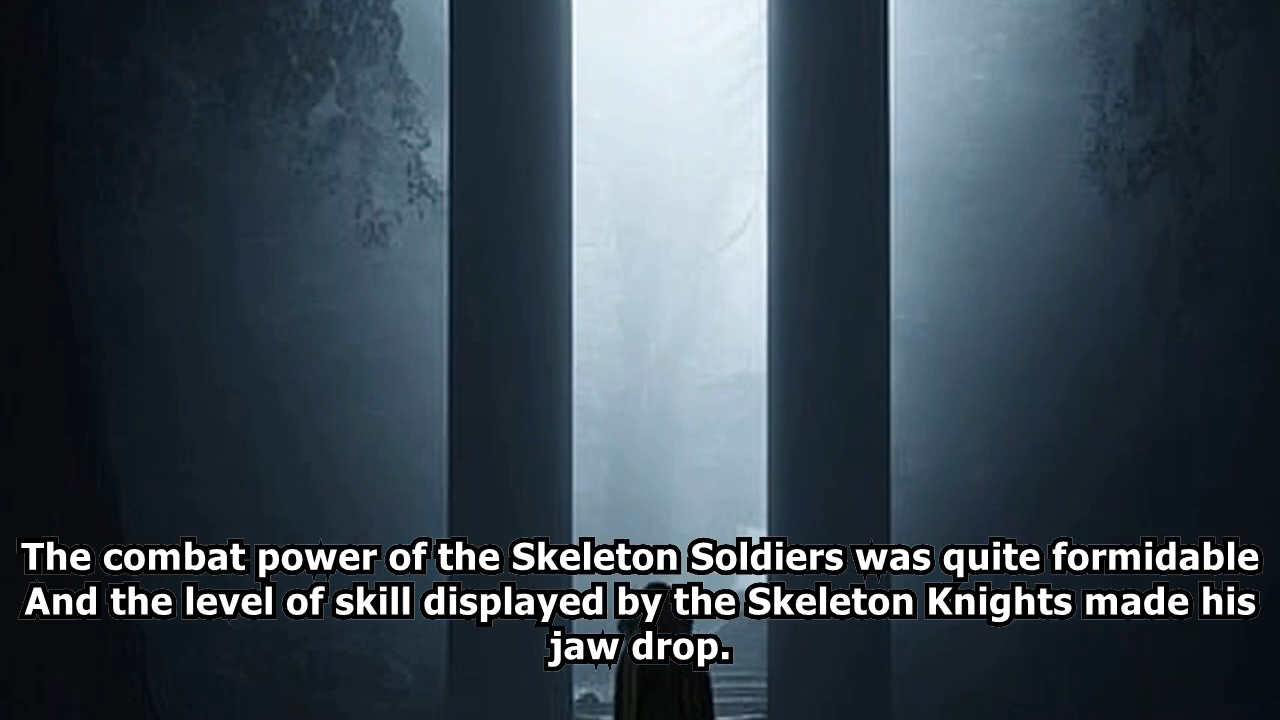 The combat power of the Skeleton Soldiers was quite formidable
And the level of skill displayed by the Skeleton Knights made his
jaw drop.